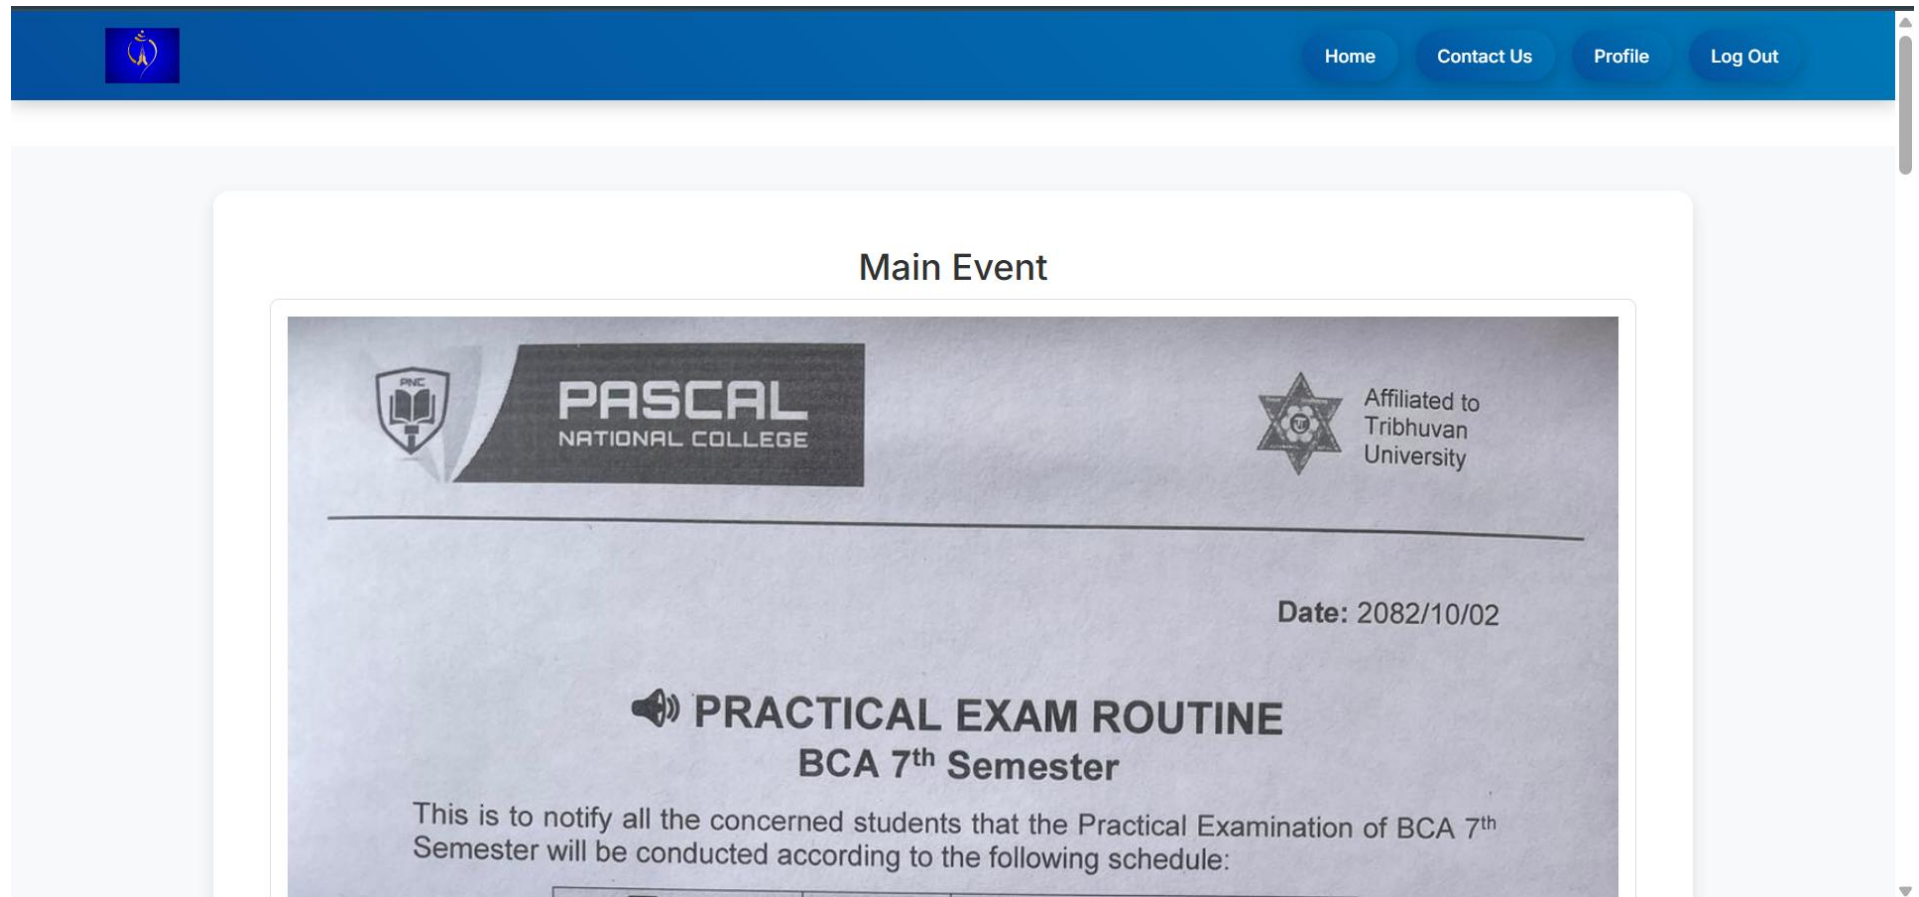 Home
Contact Us
Profile
Log Out
Main Event
PNC
PASCAL
NATIONAL COLLEGE
Affiliated to
Tribhuvan
University
Date: 2082/10/02
PRACTICAL EXAM ROUTINE
BCA 7th Semester
This is to notify all the concerned students that the Practical Examination of BCA 7th
Semester will be conducted according to the following schedule: